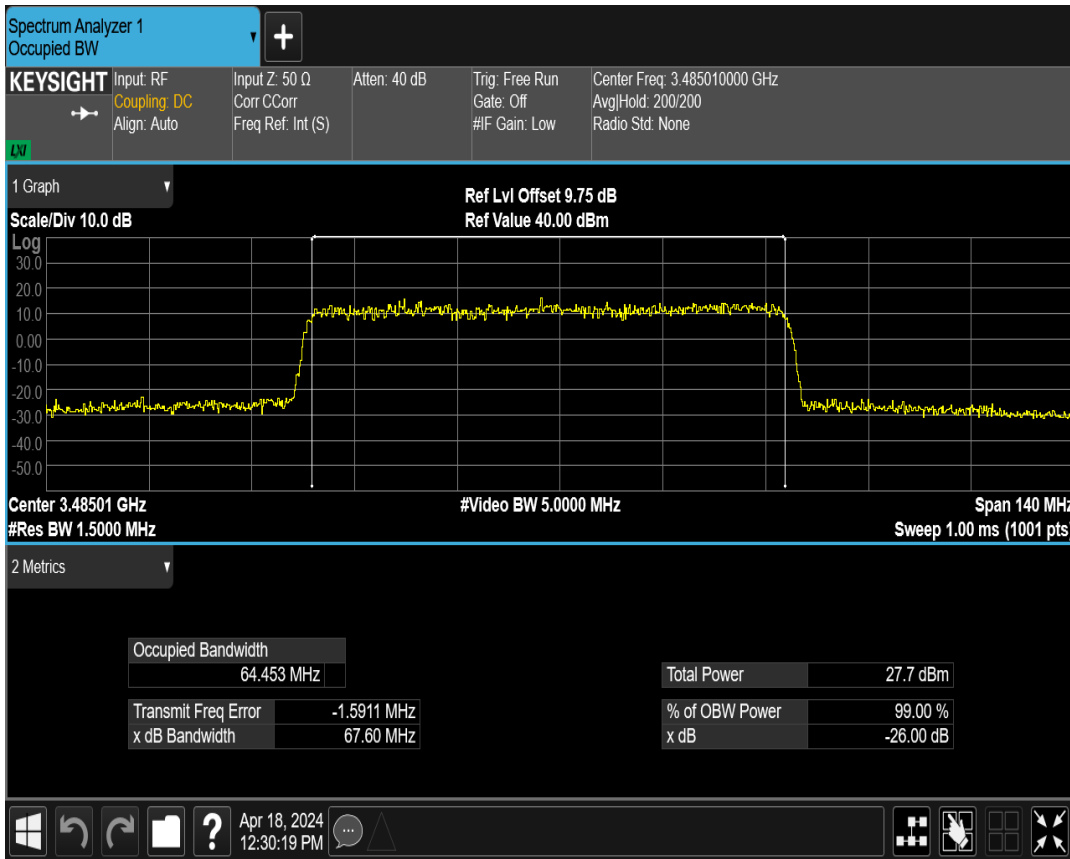 Spectrum Analyzer 1
Occupied BW
KEYSIGHT
LXI
Input: RF
Coupling: DC
Align: Auto
Input Z: 50 Ω
Corr CCorr
Freq Ref: Int (S)
Atten: 40 dB
Trig: Free Run
Gate: Off
#IF Gain: Low
Center Freq: 3.485010000 GHz
Avg|Hold: 200/200
Radio Std: None
1 Graph
Ref Lvl Offset 9.75 dB
Scale/Div 10.0 dB
Ref Value 40.00 dBm
Log
30.0
20.0
10.0
0.00
-10.0
-20.0
-30.0
-40.0
-50.0
Center 3.48501 GHz
#Video BW 5.0000 MHz
Span 140 MHz
#Res BW 1.5000 MHz
Sweep 1.00 ms (1001 pts)
2 Metrics
Occupied Bandwidth
64.453 MHz
Total Power 27.7 dBm
Transmit Freq Error -1.5911 MHz
% of OBW Power 99.00 %
x dB Bandwidth 67.60 MHz
x dB -26.00 dB
?
Apr 18, 2024
12:30:19 PM